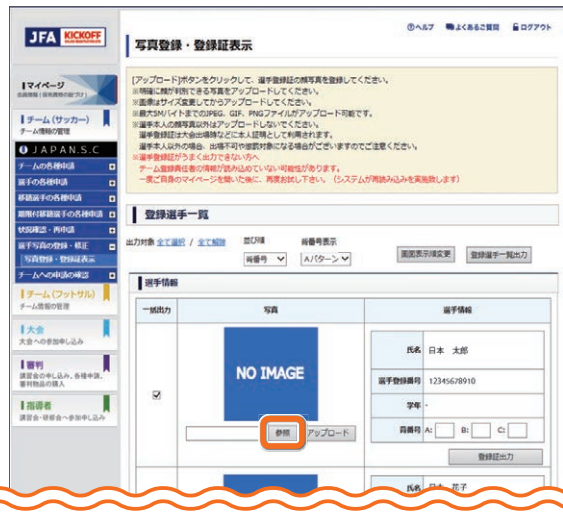 JFA KICKOFF
ヘルプ よくあるご質問 ログアウト
写真登録・登録証表示
マイページ
チーム (サッカー)
チーム情報の管理
JAPAN.S.C
チームの各種申請
選手の各種申請
移籍選手の各種申請
期限付移籍選手の各種申請
状況確認・再申請
選手写真の登録・修正
写真登録・登録証表示
チームへの申請の確認
チーム (フットサル)
チーム情報の管理
大会
大会への参加申し込み
審判
講習会の申し込み、各種申請、
審判物品の購入
指導者
講習会・研修会へ参加申し込み
[アップロード]ボタンをクリックして、選手登録証の顔写真を登録してください。
※明確に顔が判別できる写真をアップロードしてください。
※画像はサイズ変更してからアップロードしてください。
※最大5MバイトまでのJPEG、GIF、PNGファイルがアップロード可能です。
※選手本人の顔写真以外はアップロードしないでください。
選手登録証は大会出場時などに本人証明として利用されます。
選手本人以外の場合、出場不可や懲罰対象になる場合がございますのでご注意ください。
※選手登録証がうまく出力できない方へ
チーム登録責任者の情報が読み込めていない可能性があります。
一度ご自身のマイページを開いた後に、再度お試し下さい。（システムが再読み込みを実施致します）
登録選手一覧
出力対象 全て選択 / 全て解除 並び順 背番号表示
背番号 Aパターン 画面表示順変更 登録選手一覧出力
選手情報
一括出力 写真 選手情報
NO IMAGE
参照 アップロード
氏名 日本 太郎
選手登録番号 12345678910
学年 -
背番号 A: B: C:
登録証出力
氏名 日本 花子